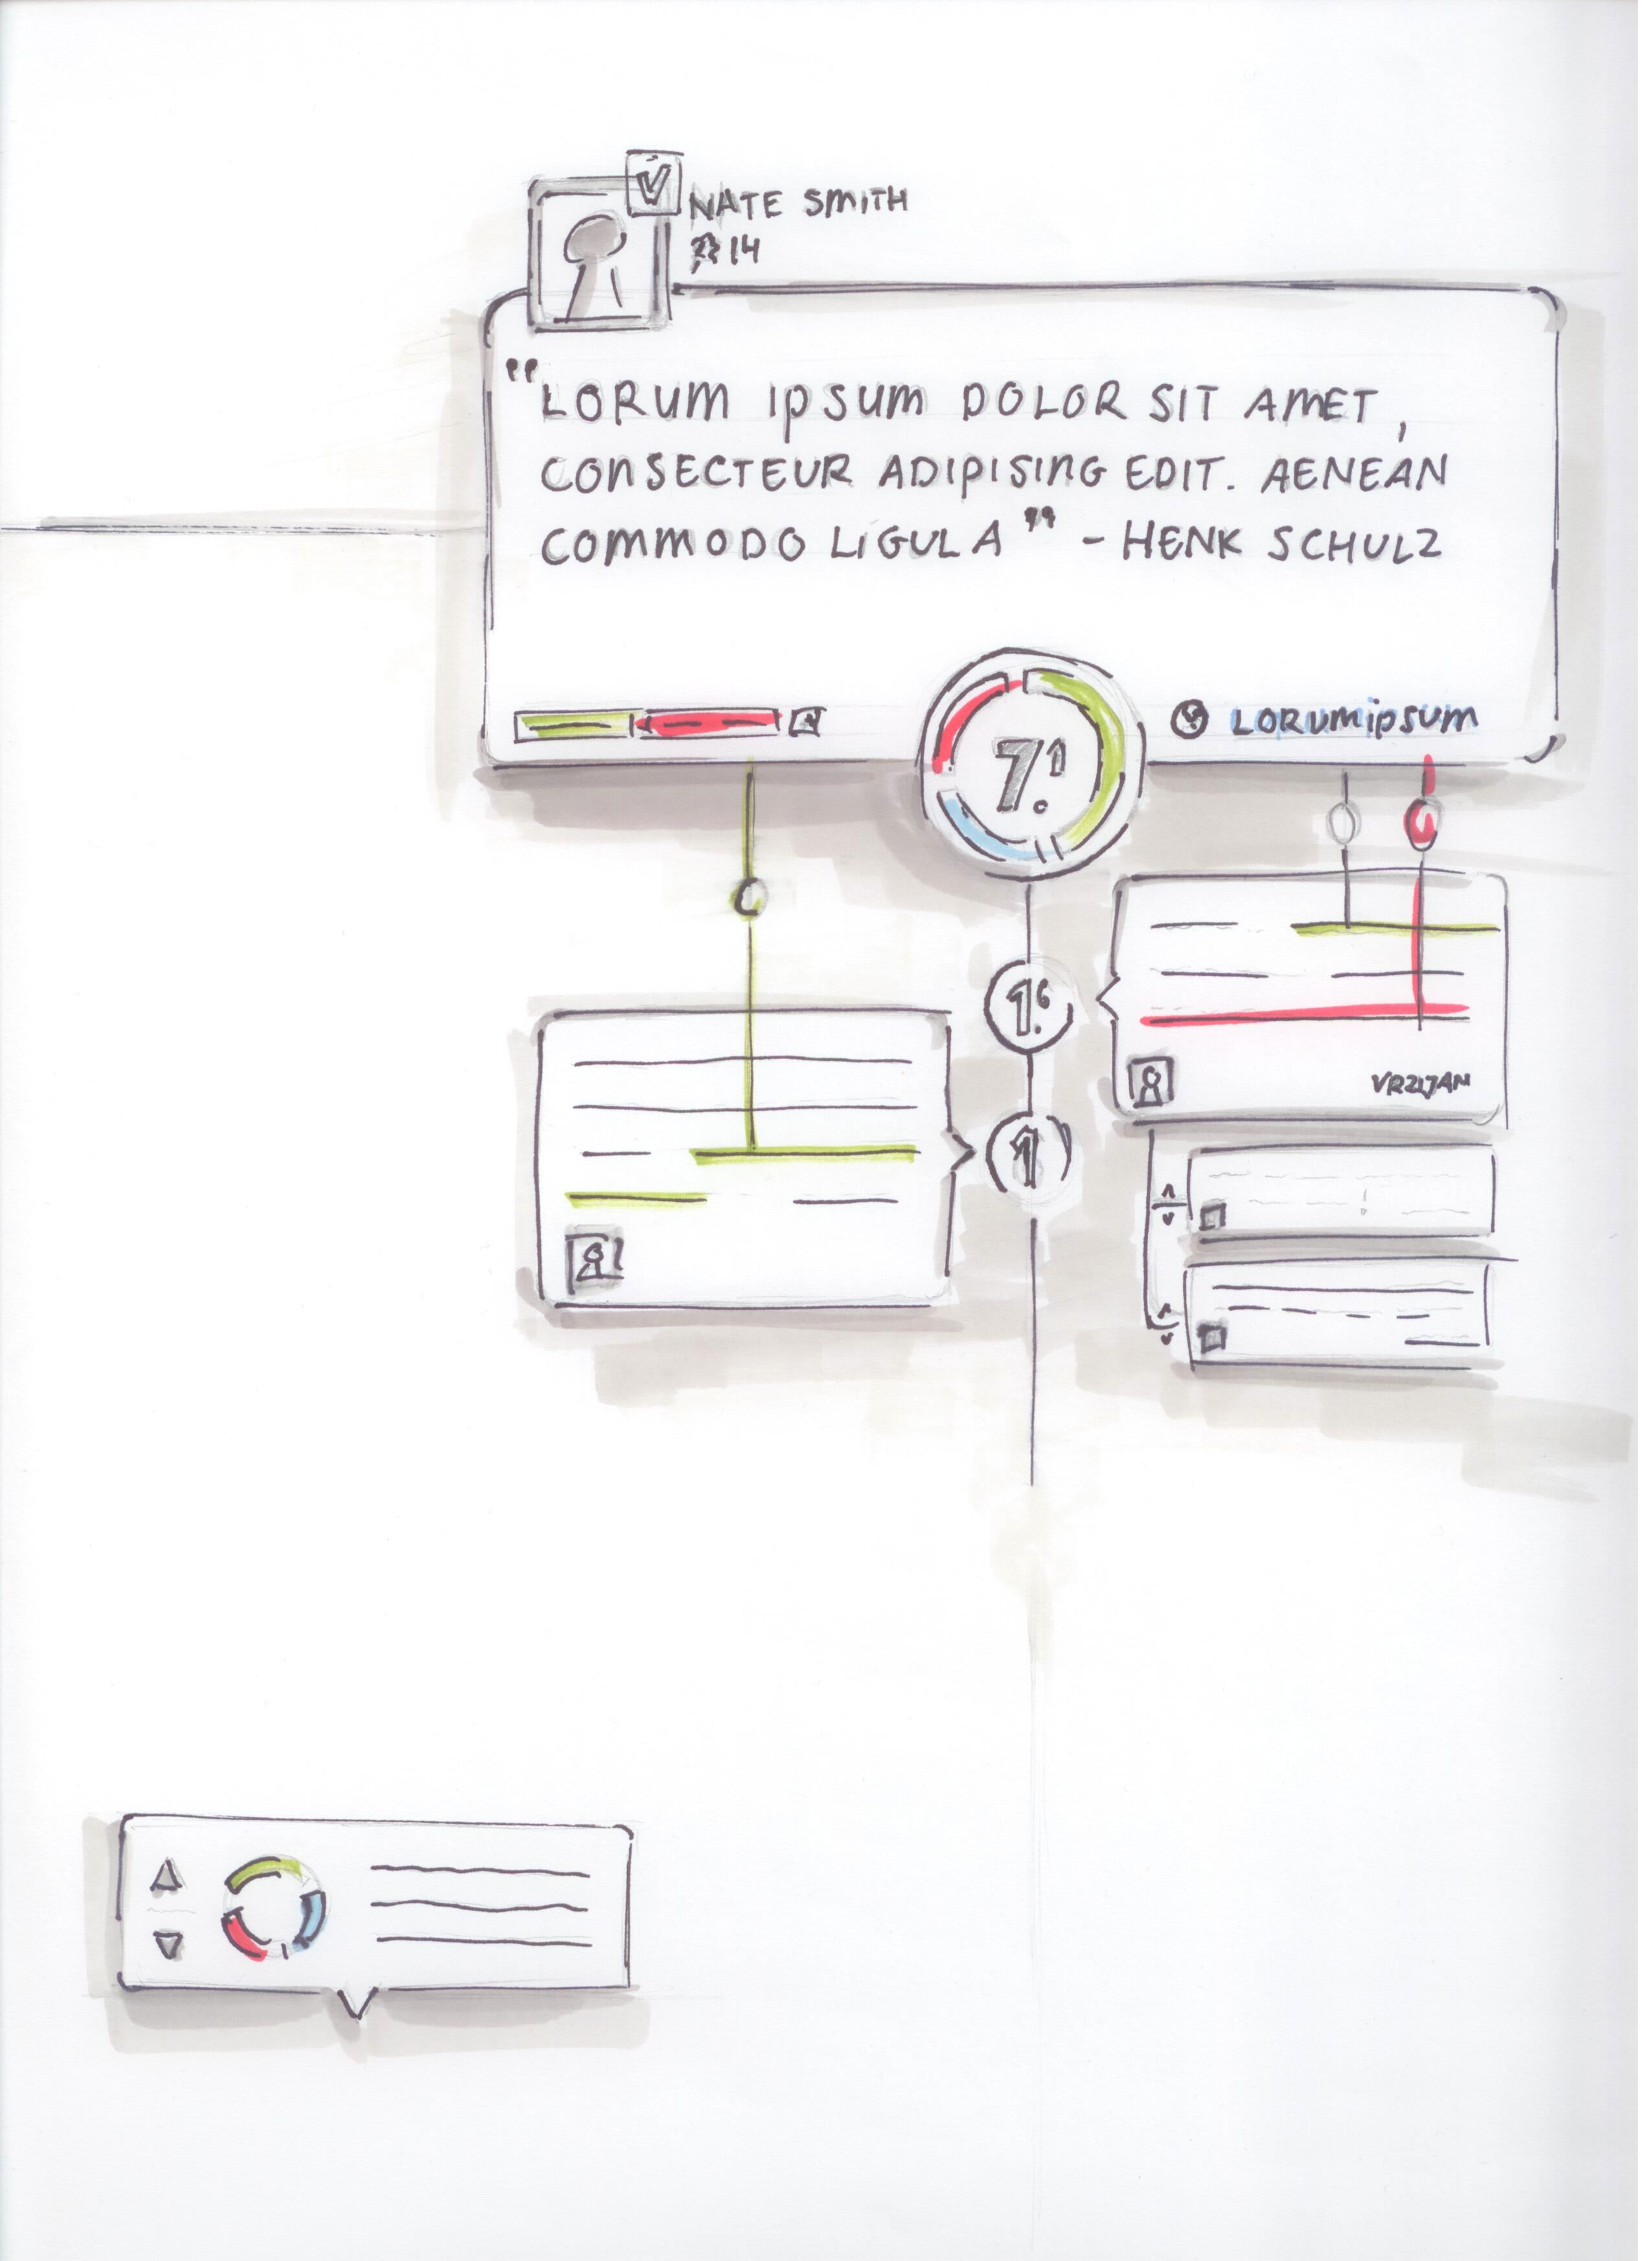 NATE SMITH
14
"LORUM IPSUM DOLOR SIT AMET,
CONSECTEUR ADIPISING EDIT. AENEAN
COMMODO LIGULA" - HENK SCHULZ
LORUMIPSUM
7.1
1.6
1